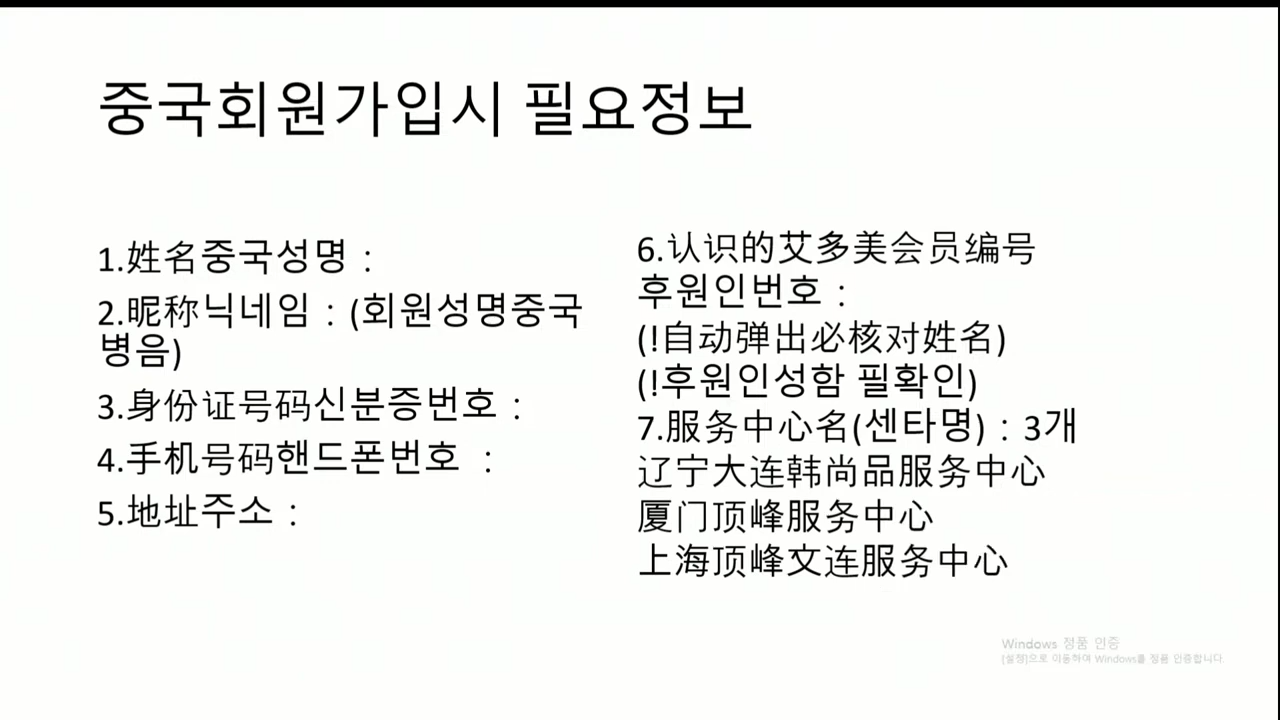 중국회원가입시 필요정보
1.姓名중국성명：
2.昵称닉네임：(회원성명중국
병음)
3.身份证号码신분증번호：
4.手机号码핸드폰번호 ：
5.地址주소：
6.认识的艾多美会员编号
후원인번호：
(!自动弹出必核对姓名)
(!후원인성함 필확인)
7.服务中心名(센타명)：3개
辽宁大连韩尚品服务中心
厦门顶峰服务中心
上海顶峰文连服务中心
Windows 정품 인증
[설정]으로 이동하여 Windows를 정품 인증합니다.